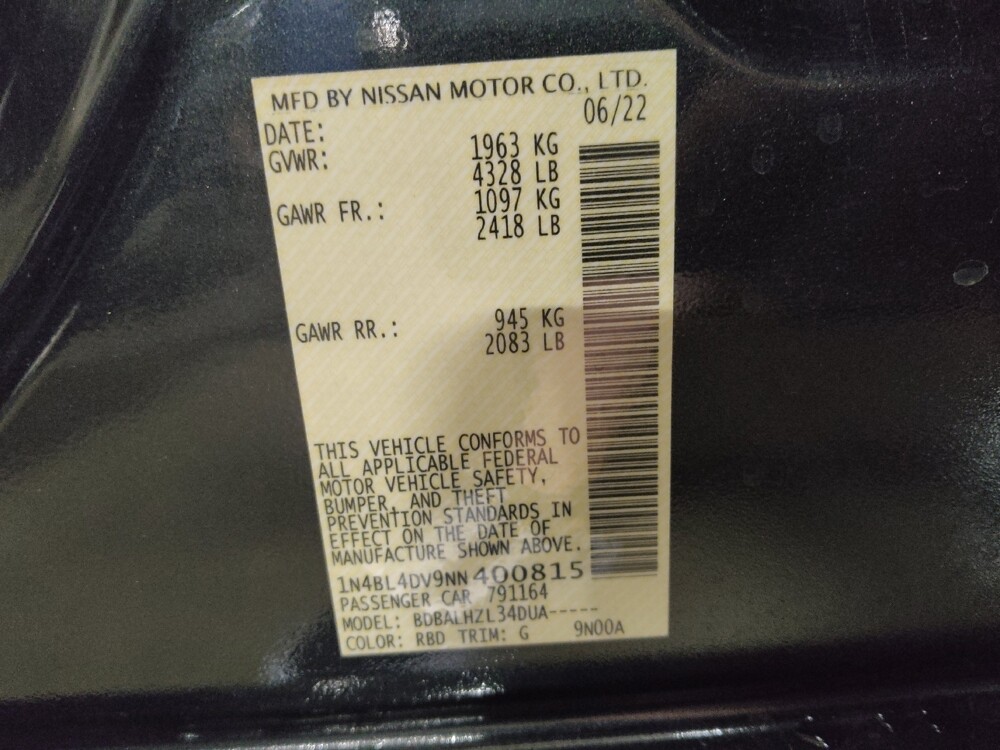 MFD BY NISSAN MOTOR CO., LTD.
DATE: 06/22
GVWR: 1963 KG
4328 LB
GAWR FR.: 1097 KG
2418 LB
GAWR RR.: 945 KG
2083 LB
THIS VEHICLE CONFORMS TO
ALL APPLICABLE FEDERAL
MOTOR VEHICLE SAFETY,
BUMPER, AND THEFT
PREVENTION STANDARDS IN
EFFECT ON THE DATE OF
MANUFACTURE SHOWN ABOVE.
1N4BL4DV9NN400815
PASSENGER CAR 791164
MODEL: BDBALHZL34DUA-----
COLOR: RBD TRIM: G 9N00A